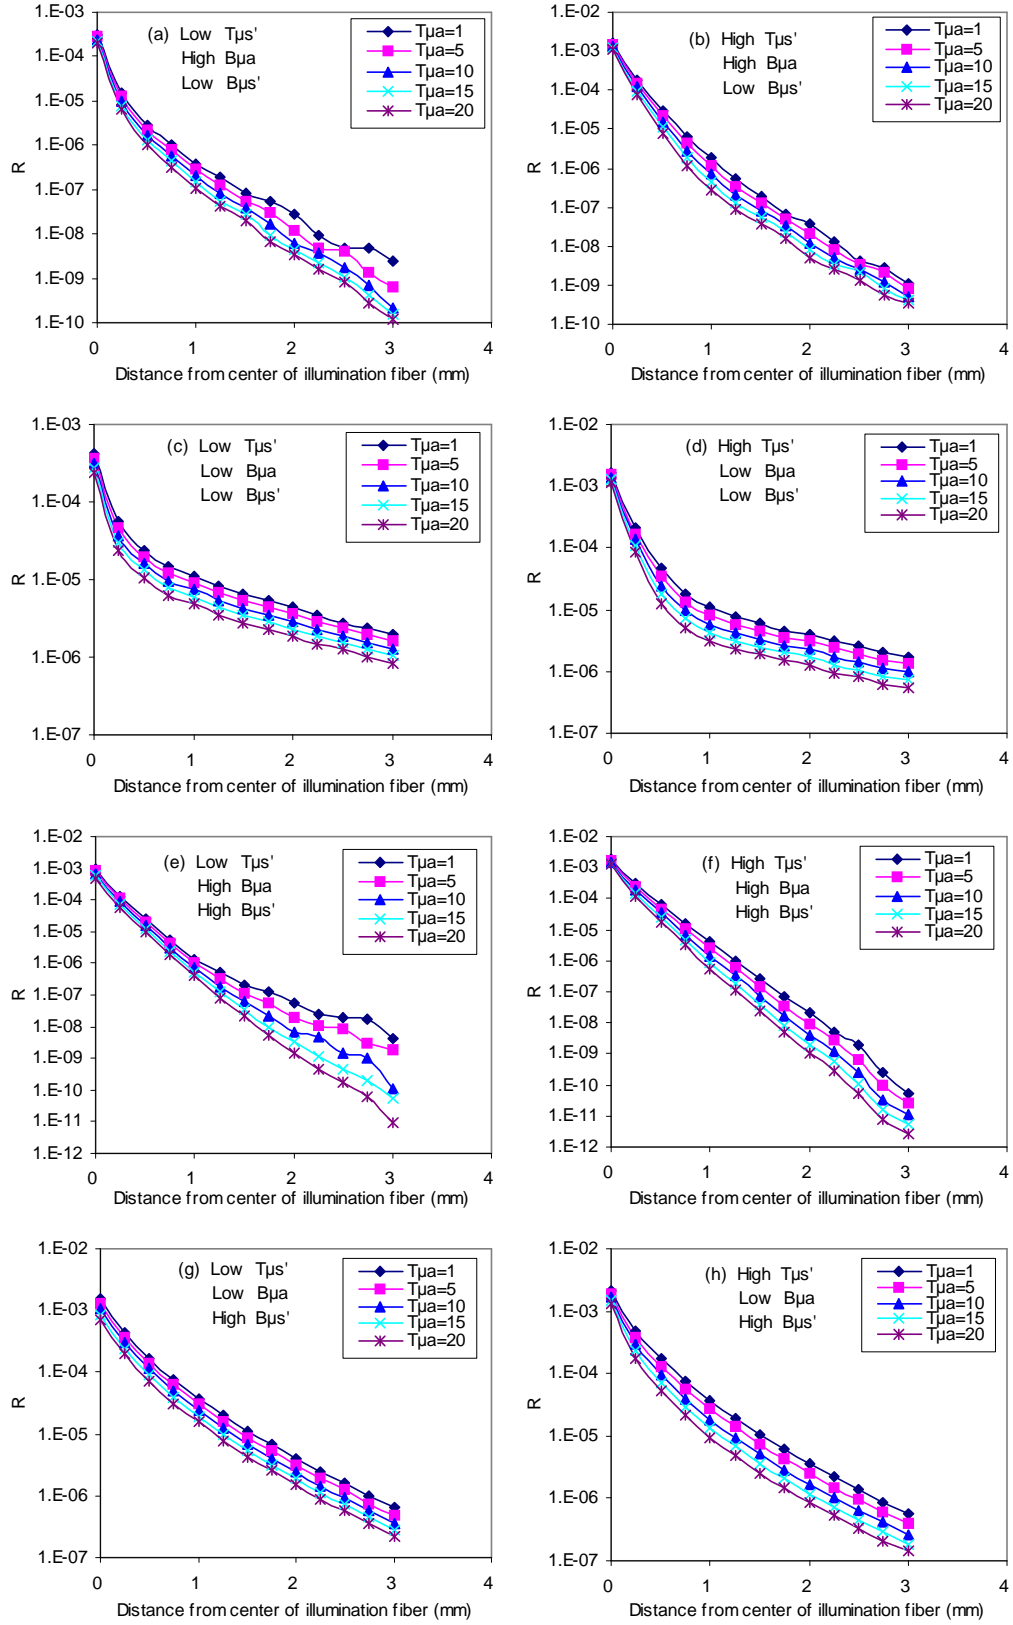 (a) Low Tµs'
High Bµa
Low Bµs'
Tµa=1
Tµa=5
Tµa=10
Tµa=15
Tµa=20
1.E-03
1.E-04
1.E-05
1.E-06
1.E-07
1.E-08
1.E-09
1.E-10
R
0 1 2 3 4
Distance from center of illumination fiber (mm)
(b) High Tµs'
High Bµa
Low Bµs'
Tµa=1
Tµa=5
Tµa=10
Tµa=15
Tµa=20
1.E-02
1.E-03
1.E-04
1.E-05
1.E-06
1.E-07
1.E-08
1.E-09
1.E-10
R
0 1 2 3 4
Distance from center of illumination fiber (mm)
(c) Low Tµs'
Low Bµa
Low Bµs'
Tµa=1
Tµa=5
Tµa=10
Tµa=15
Tµa=20
1.E-03
1.E-04
1.E-05
1.E-06
1.E-07
R
0 1 2 3 4
Distance from center of illumination fiber (mm)
(d) High Tµs'
Low Bµa
Low Bµs'
Tµa=1
Tµa=5
Tµa=10
Tµa=15
Tµa=20
1.E-02
1.E-03
1.E-04
1.E-05
1.E-06
1.E-07
R
0 1 2 3 4
Distance from center of illumination fiber (mm)
(e) Low Tµs'
High Bµa
High Bµs'
Tµa=1
Tµa=5
Tµa=10
Tµa=15
Tµa=20
1.E-02
1.E-03
1.E-04
1.E-05
1.E-06
1.E-07
1.E-08
1.E-09
1.E-10
1.E-11
1.E-12
R
0 1 2 3 4
Distance from center of illumination fiber (mm)
(f) High Tµs'
High Bµa
High Bµs'
Tµa=1
Tµa=5
Tµa=10
Tµa=15
Tµa=20
1.E-02
1.E-03
1.E-04
1.E-05
1.E-06
1.E-07
1.E-08
1.E-09
1.E-10
1.E-11
1.E-12
R
0 1 2 3 4
Distance from center of illumination fiber (mm)
(g) Low Tµs'
Low Bµa
High Bµs'
Tµa=1
Tµa=5
Tµa=10
Tµa=15
Tµa=20
1.E-02
1.E-03
1.E-04
1.E-05
1.E-06
1.E-07
R
0 1 2 3 4
Distance from center of illumination fiber (mm)
(h) High Tµs'
Low Bµa
High Bµs'
Tµa=1
Tµa=5
Tµa=10
Tµa=15
Tµa=20
1.E-02
1.E-03
1.E-04
1.E-05
1.E-06
1.E-07
R
0 1 2 3 4
Distance from center of illumination fiber (mm)